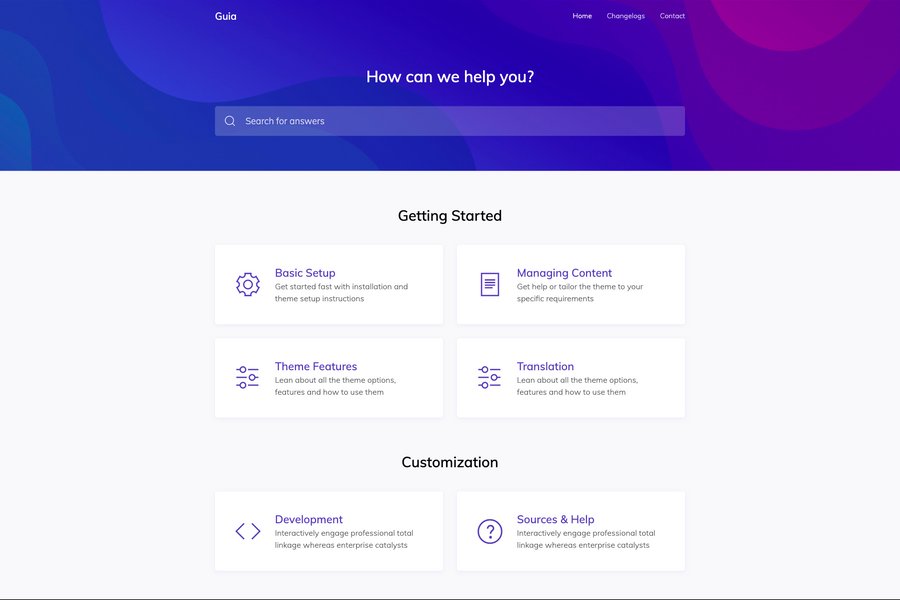 Guia
Home Changelogs Contact
How can we help you?
Search for answers
Getting Started
Basic Setup
Get started fast with installation and
theme setup instructions
Managing Content
Get help or tailor the theme to your
specific requirements
Theme Features
Lean about all the theme options,
features and how to use them
Translation
Lean about all the theme options,
features and how to use them
Customization
Development
Interactively engage professional total
linkage whereas enterprise catalysts
Sources & Help
Interactively engage professional total
linkage whereas enterprise catalysts